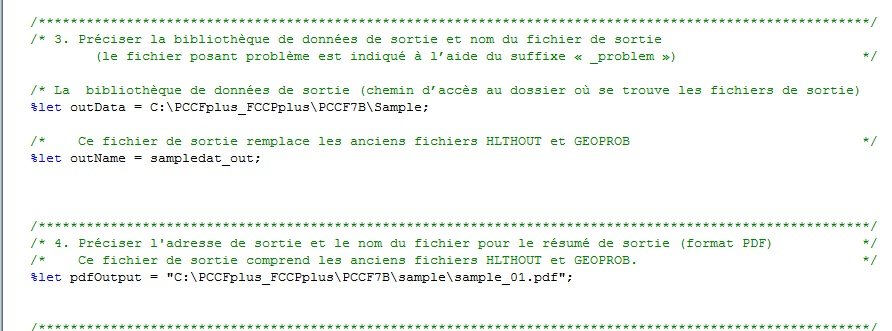 /********************************************************************************************************/
/* 3. Préciser la bibliothèque de données de sortie et nom du fichier de sortie
(le fichier posant problème est indiqué à l’aide du suffixe « _problem ») */
/* La bibliothèque de données de sortie (chemin d’accès au dossier où se trouve les fichiers de sortie)
%let outData = C:\PCCFplus_FCCPplus\PCCF7B\Sample;
/* Ce fichier de sortie remplace les anciens fichiers HLTHOUT et GEOPROB */
%let outName = sampledat_out;
/********************************************************************************************************/
/* 4. Préciser l'adresse de sortie et le nom du fichier pour le résumé de sortie (format PDF) */
/* Ce fichier de sortie comprend les anciens fichiers HLTHOUT et GEOPROB. */
%let pdfOutput = "C:\PCCFplus_FCCPplus\PCCF7B\sample\sample_01.pdf";
/********************************************************************************************************/